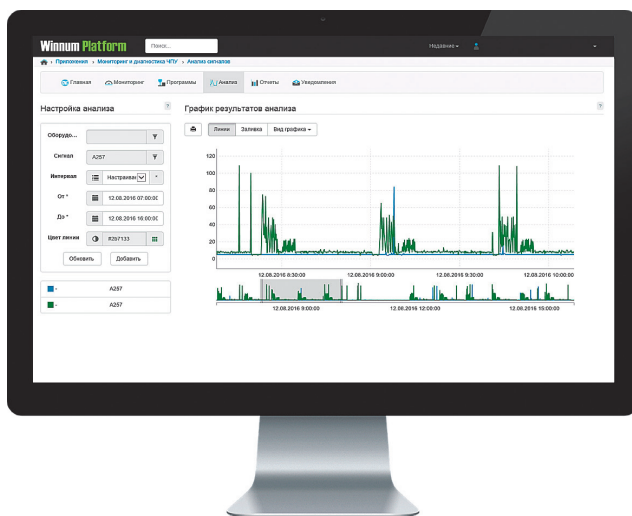 Winnum Platform
Поиск...
Недавние
Приложения › Мониторинг и диагностика ЧПУ › Анализ сигналов
Главная Мониторинг Программы Анализ Отчеты Уведомления
Настройка анализа ?
График результатов анализа ?
Линии Заливка Вид графика
Оборудо...
Сигнал A257
Интервал Настраивае
От * 12.08.2016 07:00:00
До * 12.08.2016 16:00:00
Цвет линии #257133
Обновить Добавить
- A257
- A257
120
100
80
60
40
20
0
12.08.2016 8:30:00 12.08.2016 9:00:00 12.08.2016 9:30:00 12.08.2016 10:00:00
12.08.2016 9:00:00 12.08.2016 12:00:00 12.08.2016 15:00:00